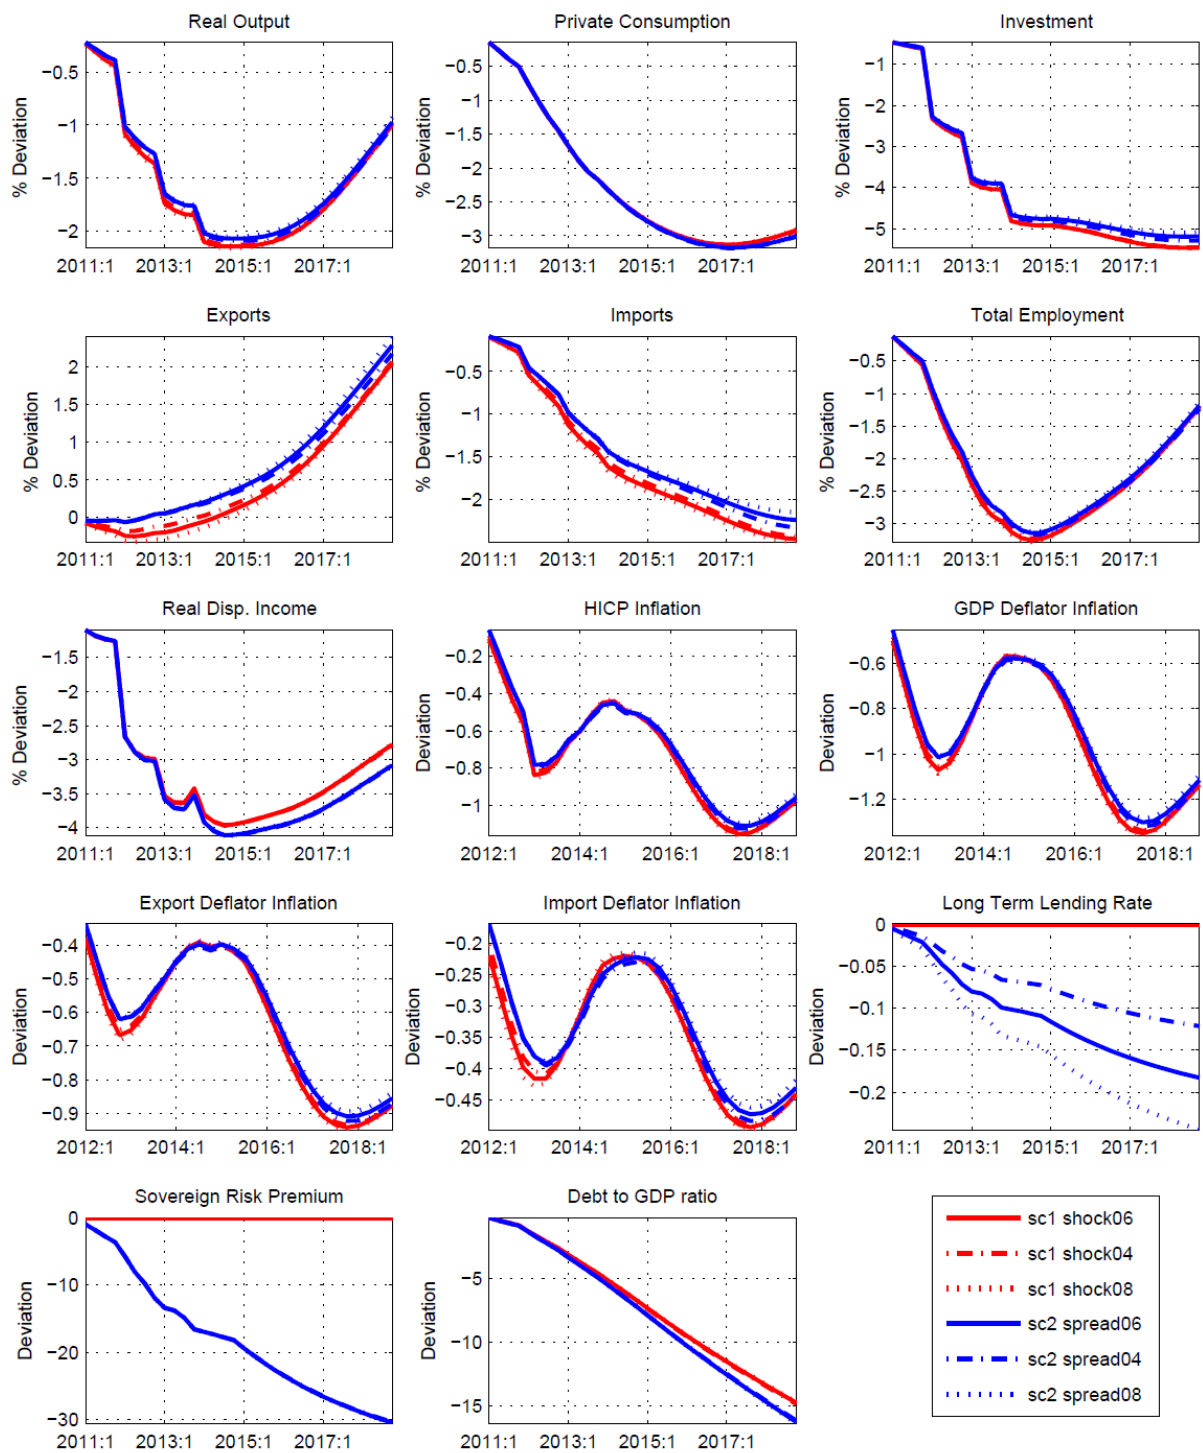 Real Output
Private Consumption
Investment
% Deviation
−0.5
−1
−1.5
−2
2011:1 2013:1 2015:1 2017:1
% Deviation
−0.5
−1
−1.5
−2
−2.5
−3
2011:1 2013:1 2015:1 2017:1
% Deviation
−1
−2
−3
−4
−5
2011:1 2013:1 2015:1 2017:1
Exports
Imports
Total Employment
% Deviation
2
1.5
1
0.5
0
2011:1 2013:1 2015:1 2017:1
% Deviation
−0.5
−1
−1.5
−2
2011:1 2013:1 2015:1 2017:1
% Deviation
−0.5
−1
−1.5
−2
−2.5
−3
2011:1 2013:1 2015:1 2017:1
Real Disp. Income
HICP Inflation
GDP Deflator Inflation
% Deviation
−1.5
−2
−2.5
−3
−3.5
−4
2011:1 2013:1 2015:1 2017:1
Deviation
−0.2
−0.4
−0.6
−0.8
−1
2012:1 2014:1 2016:1 2018:1
Deviation
−0.6
−0.8
−1
−1.2
2012:1 2014:1 2016:1 2018:1
Export Deflator Inflation
Import Deflator Inflation
Long Term Lending Rate
Deviation
−0.4
−0.5
−0.6
−0.7
−0.8
−0.9
2012:1 2014:1 2016:1 2018:1
Deviation
−0.2
−0.25
−0.3
−0.35
−0.4
−0.45
2012:1 2014:1 2016:1 2018:1
Deviation
0
−0.05
−0.1
−0.15
−0.2
2011:1 2013:1 2015:1 2017:1
Sovereign Risk Premium
Debt to GDP ratio
Deviation
0
−10
−20
−30
2011:1 2013:1 2015:1 2017:1
Deviation
−5
−10
−15
2011:1 2013:1 2015:1 2017:1
sc1 shock06
sc1 shock04
sc1 shock08
sc2 spread06
sc2 spread04
sc2 spread08